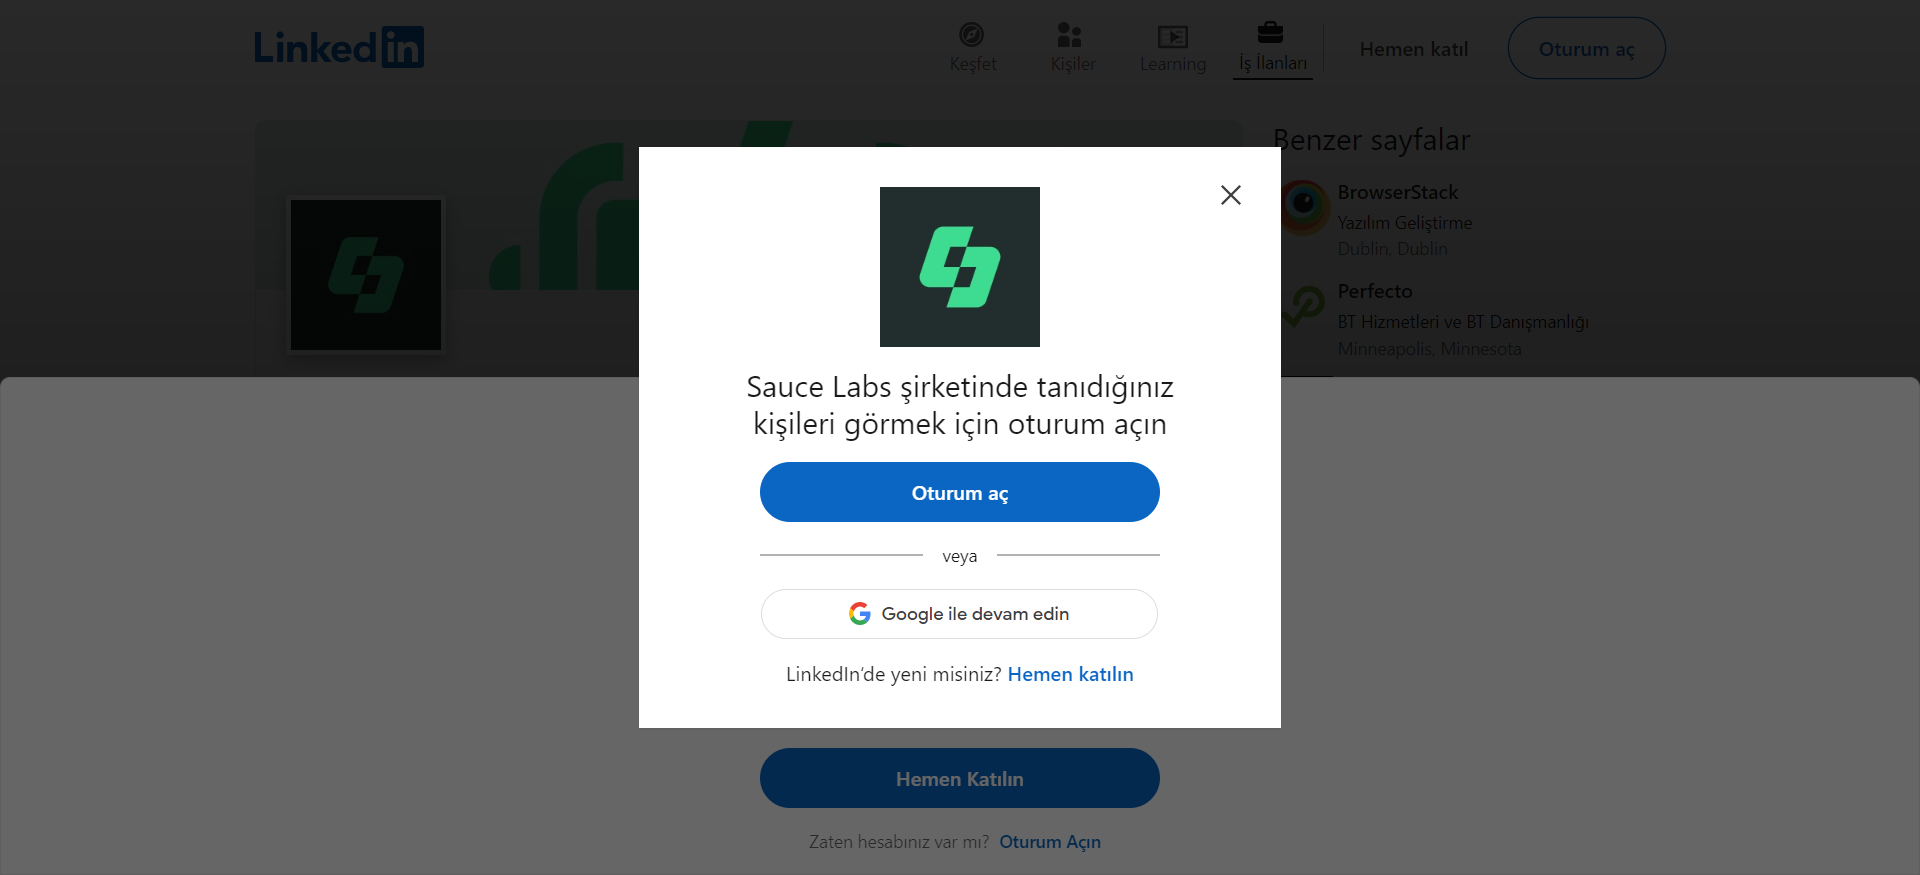 Linkedin
Keşfet
Kişiler
Learning
İş İlanları
Hemen katıl
Oturum aç
Benzer sayfalar
BrowserStack
Yazılım Geliştirme
Dublin, Dublin
Perfecto
BT Hizmetleri ve BT Danışmanlığı
Minneapolis, Minnesota
Sauce Labs şirketinde tanıdığınız
kişileri görmek için oturum açın
Oturum aç
veya
Google ile devam edin
LinkedIn‘de yeni misiniz? Hemen katılın
Hemen Katılın
Zaten hesabınız var mı? Oturum Açın